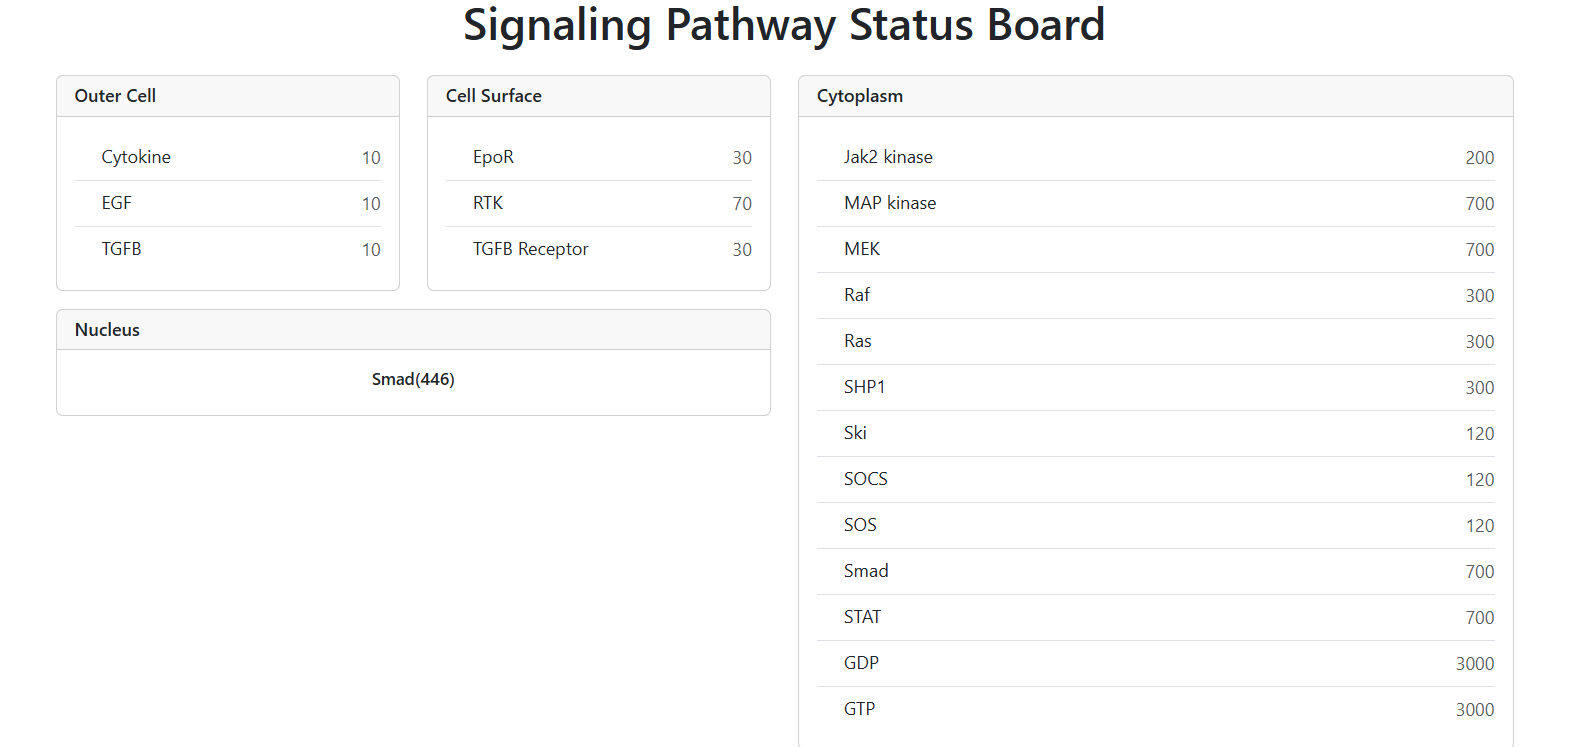 Signaling Pathway Status Board
Outer Cell
Cytokine 10
EGF 10
TGFB 10
Cell Surface
EpoR 30
RTK 70
TGFB Receptor 30
Nucleus
Smad(446)
Cytoplasm
Jak2 kinase 200
MAP kinase 700
MEK 700
Raf 300
Ras 300
SHP1 300
Ski 120
SOCS 120
SOS 120
Smad 700
STAT 700
GDP 3000
GTP 3000